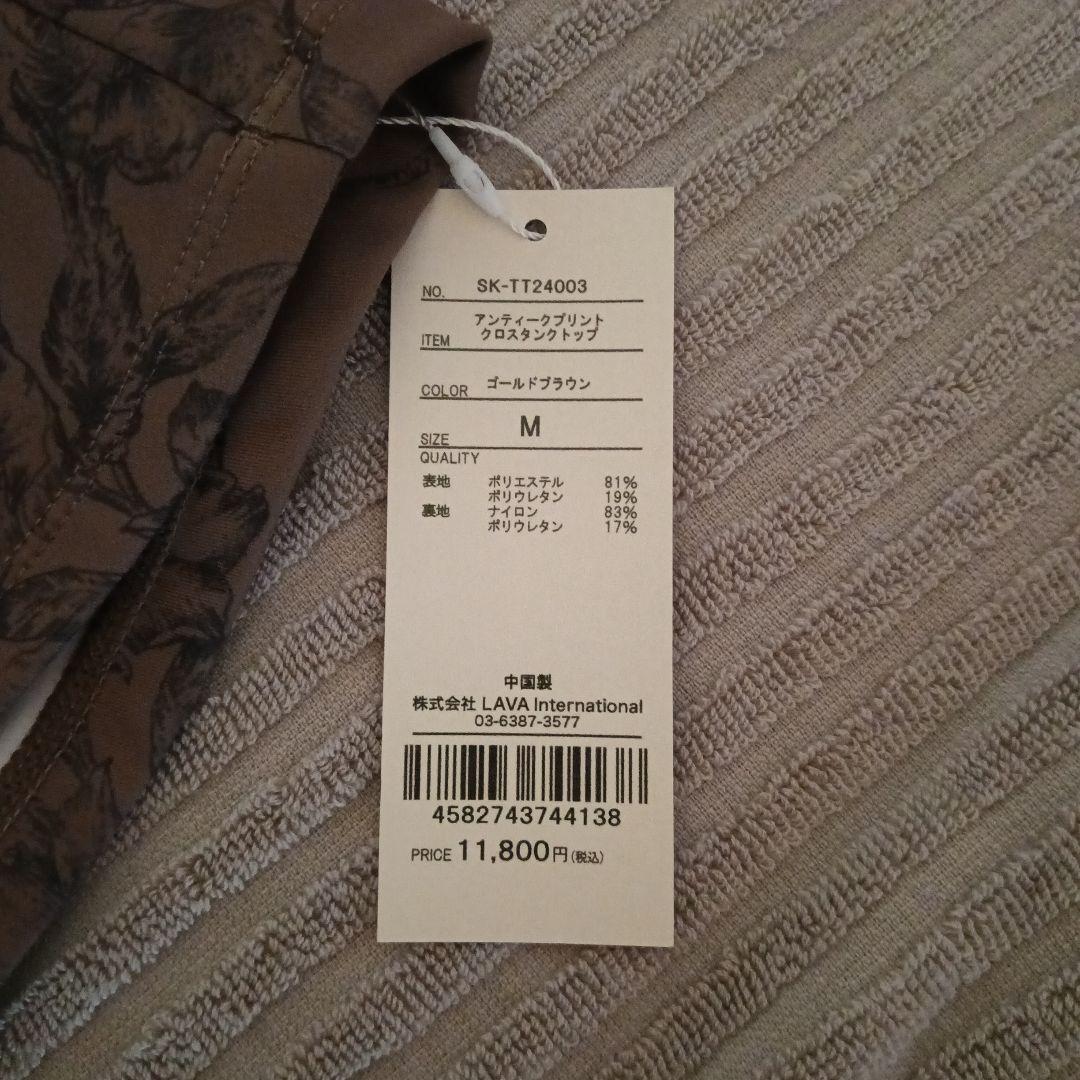 NO. SK-TT24003
アンティークプリント
ITEM クロスタンクトップ
COLOR ゴールドブラウン
SIZE M
QUALITY
表地 ポリエステル 81%
ポリウレタン 19%
裏地 ナイロン 83%
ポリウレタン 17%
中国製
株式会社 LAVA International
03-6387-3577
4582743744138
PRICE 11,800円(税込)